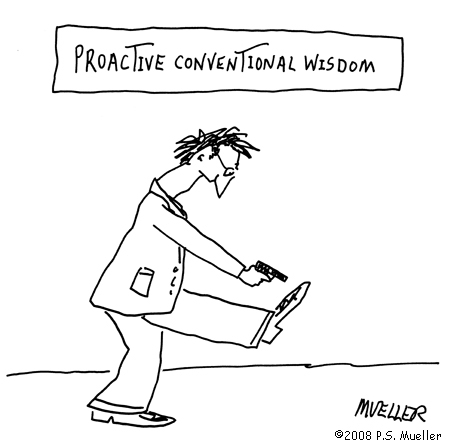 PROACTIVE CONVENTIONAL WISDOM
MUELLER
©2008 P.S. Mueller